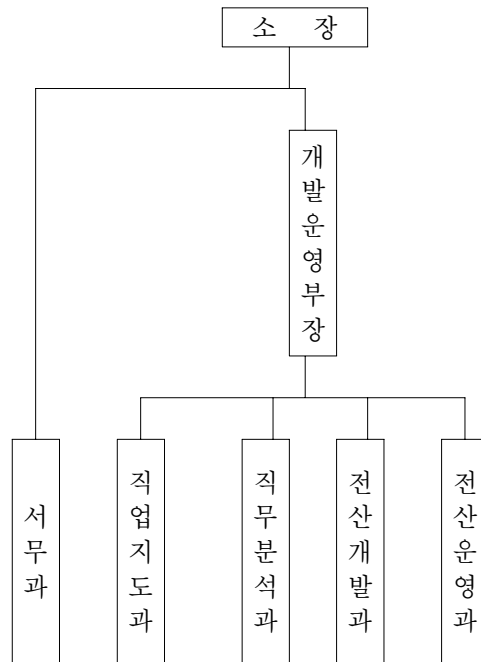 소 장
개발운영부장
서무과
직업지도과
직무분석과
전산개발과
전산운영과